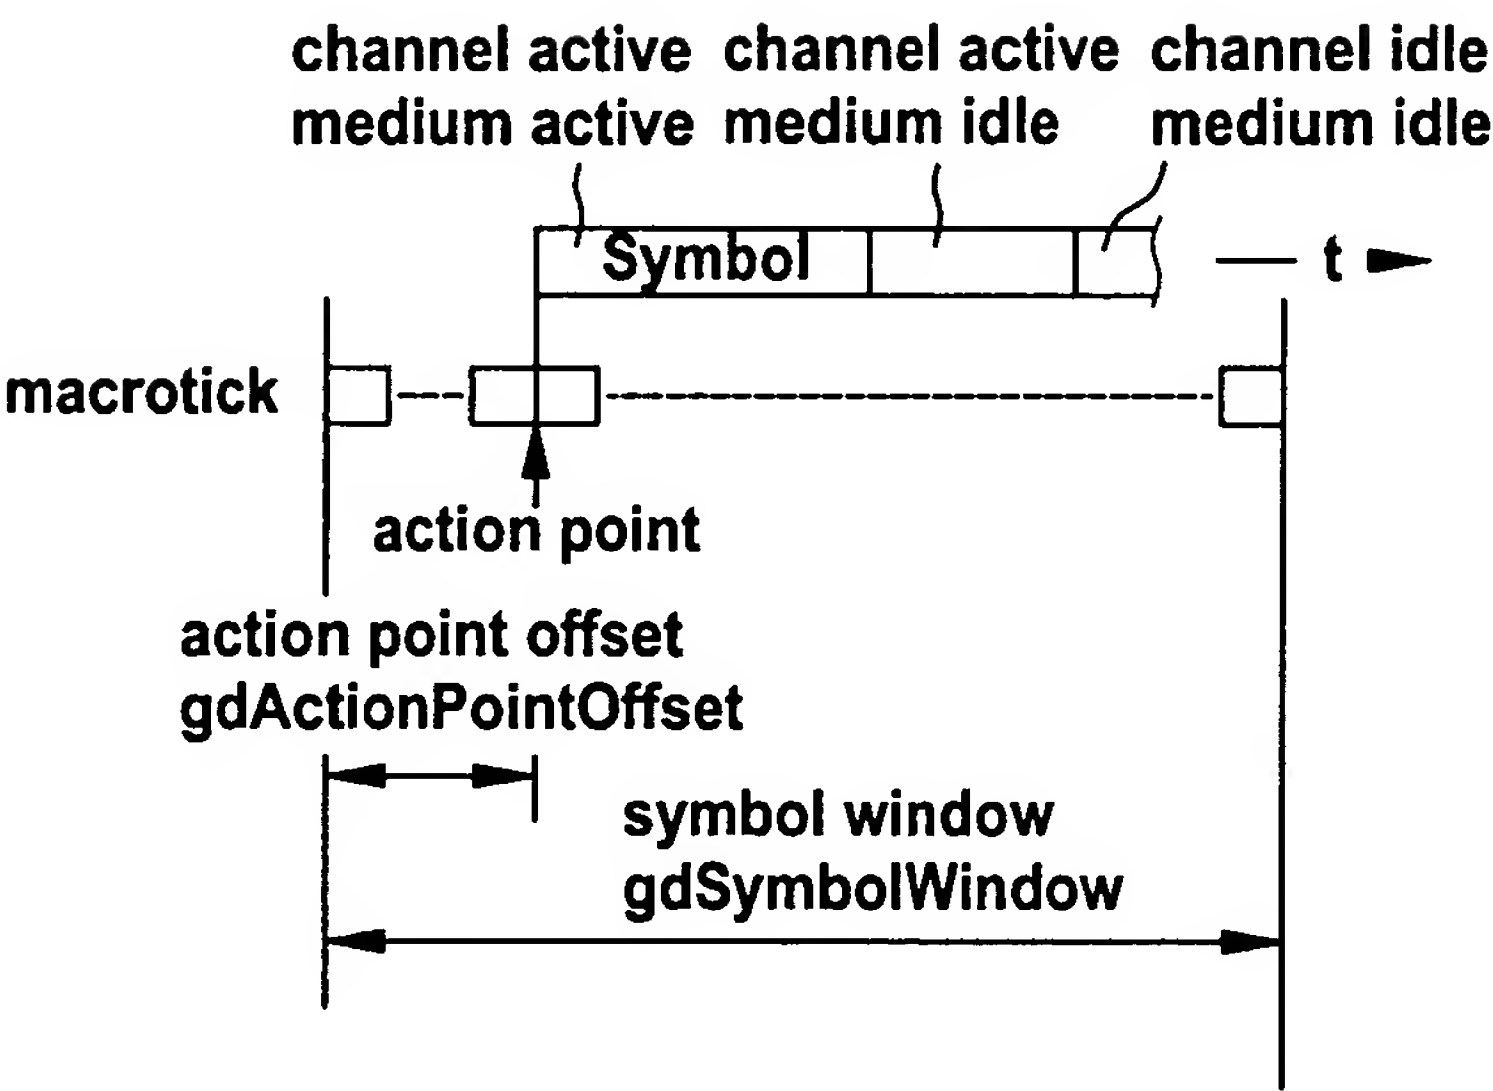 channel active channel active channel idle
medium active medium idle medium idle
Symbol
t
macrotick
action point
action point offset
gdActionPointOffset
symbol window
gdSymbolWindow